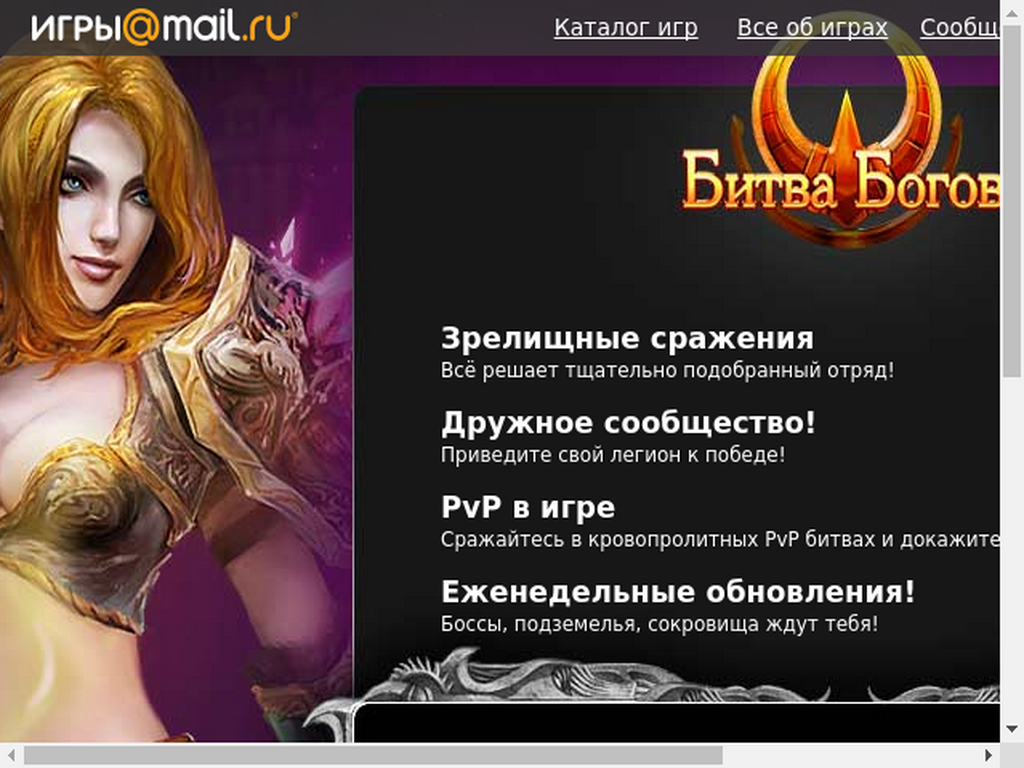 игры@mail.ru
Каталог игр Все об играх Сообщ
Битва Богов
Зрелищные сражения
Всё решает тщательно подобранный отряд!
Дружное сообщество!
Приведите свой легион к победе!
PvP в игре
Сражайтесь в кровопролитных PvP битвах и докажите
Еженедельные обновления!
Боссы, подземелья, сокровища ждут тебя!